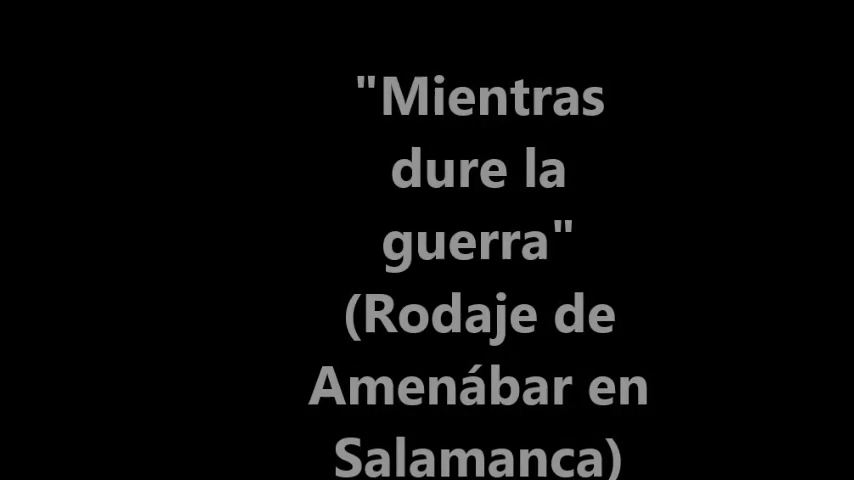 "Mientras
dure la
guerra"
(Rodaje de
Amenábar en
Salamanca)